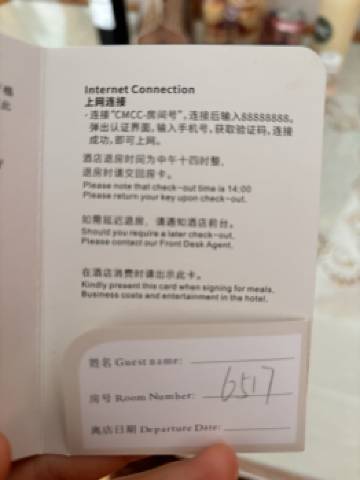 Internet Connection
上网连接
·连接“CMCC-房间号”,连接后输入88888888。
弹出认证界面,输入手机号,获取验证码,连接
成功,即可上网。
酒店退房时间为中午十四时整,
退房时请交回房卡。
Please note that check-out time is 14:00
Please return your key upon check-out.
如需延迟退房,请通知酒店前台。
Should you require a later check-out,
Please contact our Front Desk Agent.
在酒店消费时请出示此卡。
Kindly present this card when signing for meals,
Business costs and entertainment in the hotel.
姓名 Guest name:
房号 Room Number: 6517
离店日期 Departure Date: